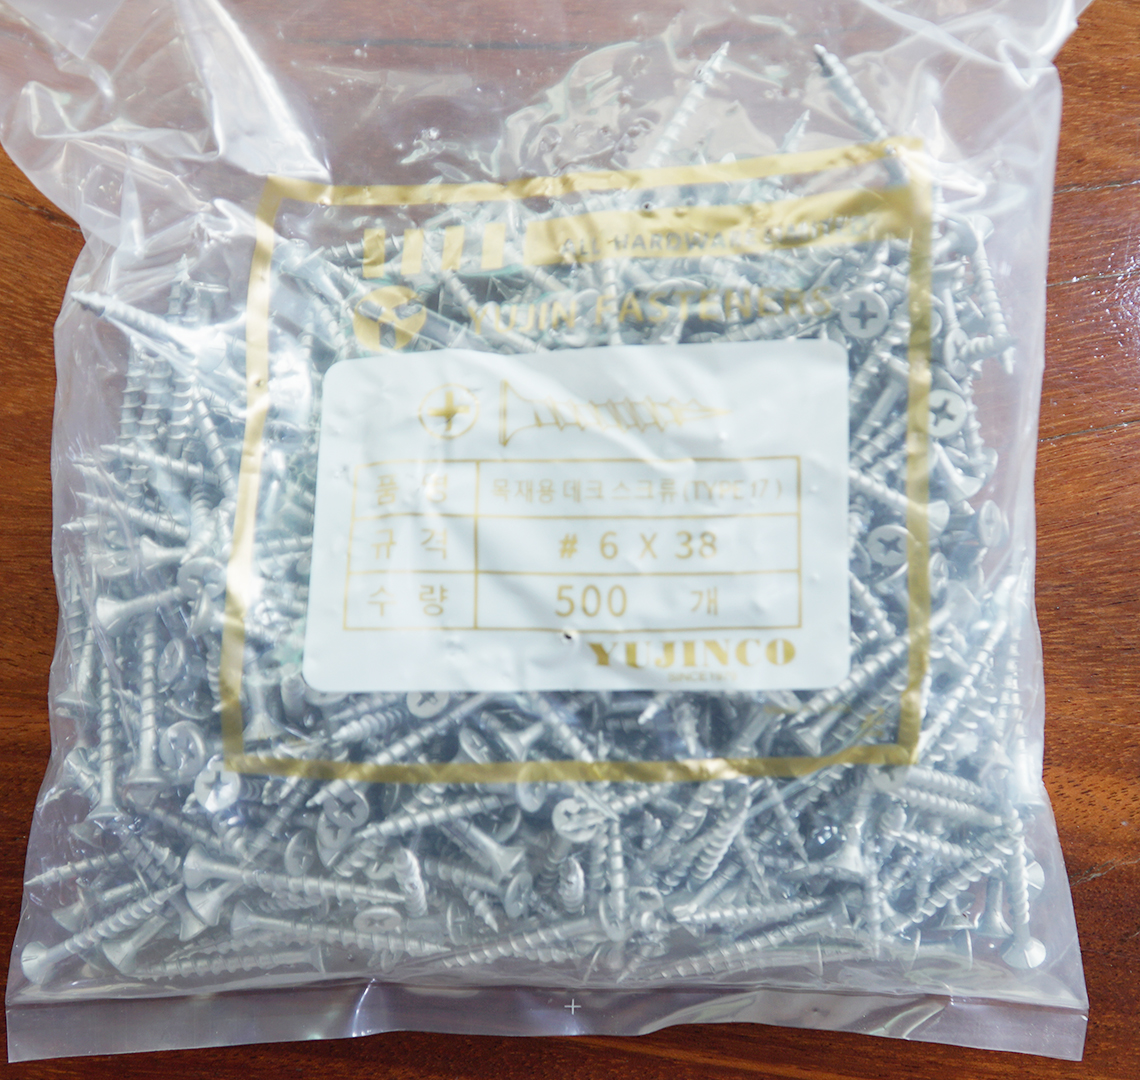 ALL HARDWARE & SYSTEM
YUJIN FASTENERS
품 명 목재용 데크 스크류 (TYPE 17)
규 격 # 6 X 38
수 량 500 개
YUJINCO